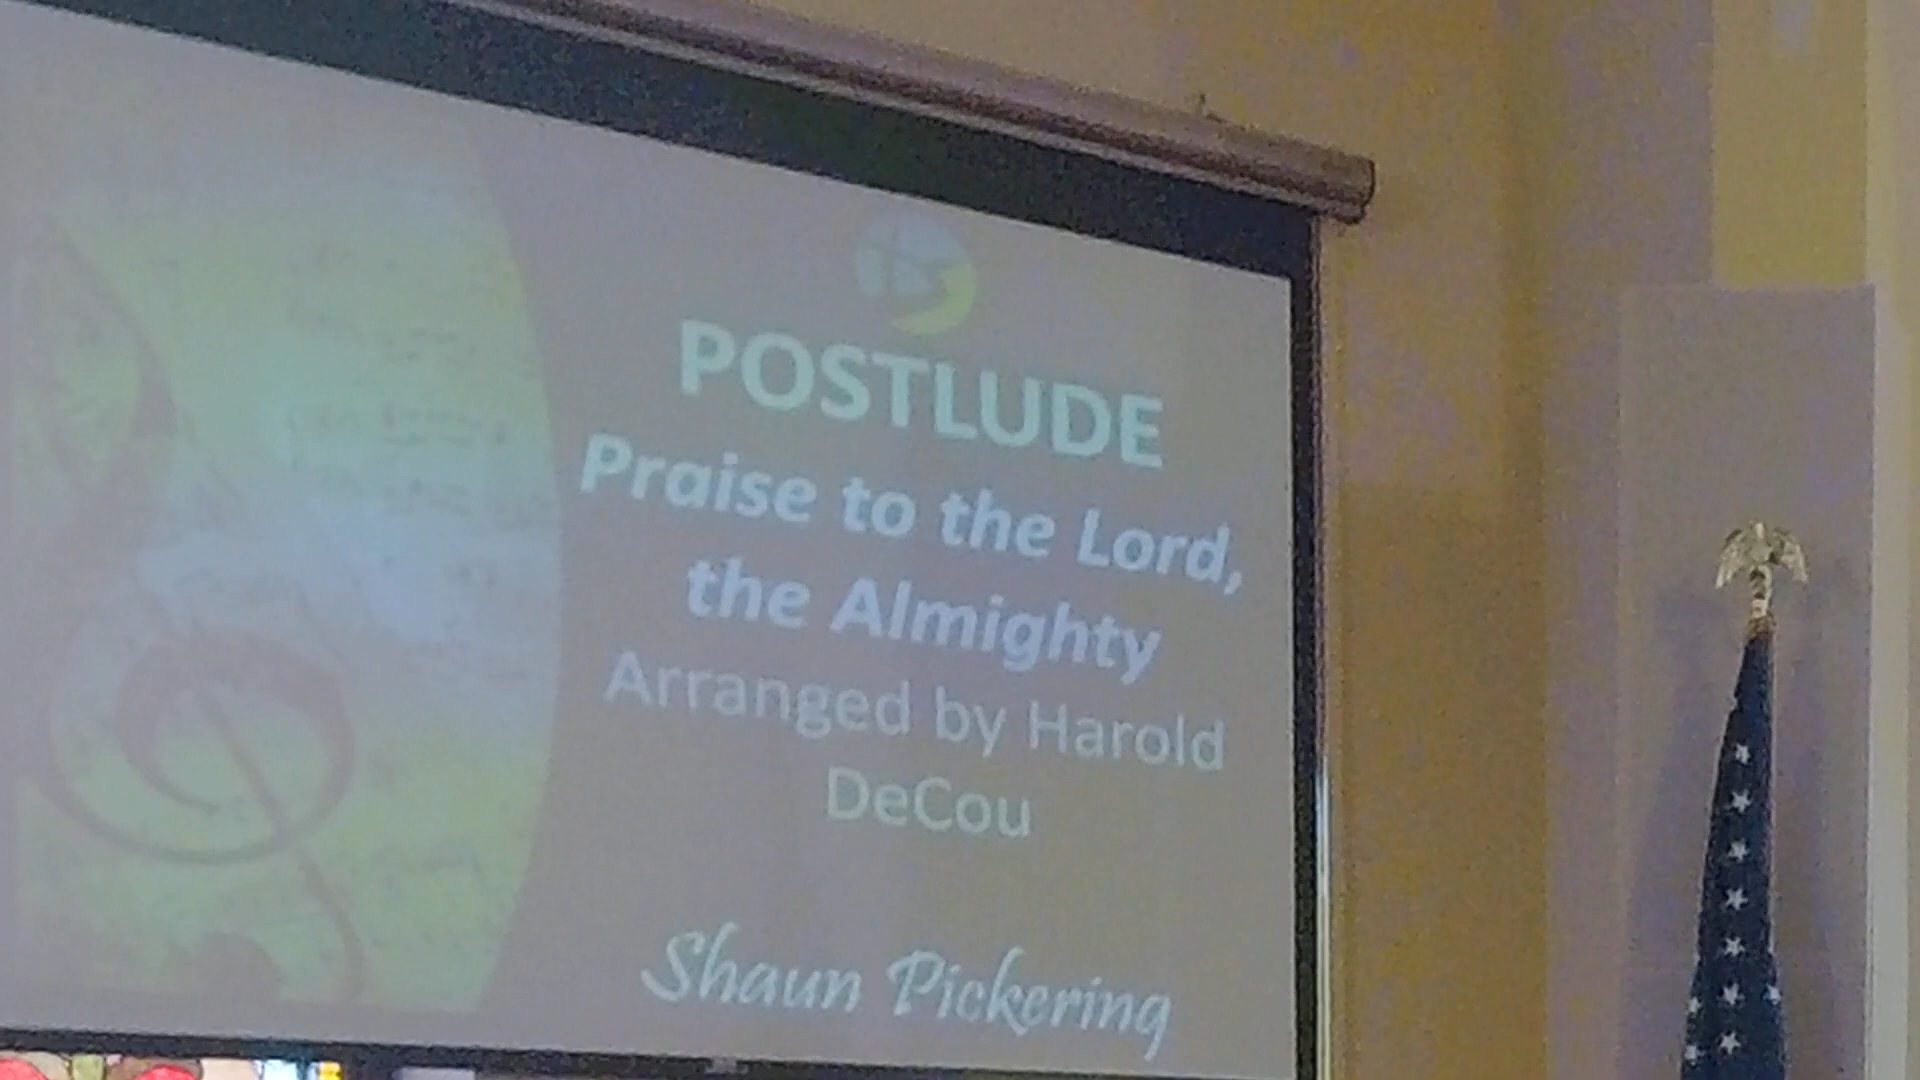 POSTLUDE
Praise to the Lord,
the Almighty
Arranged by Harold
DeCou
Shaun Pickering